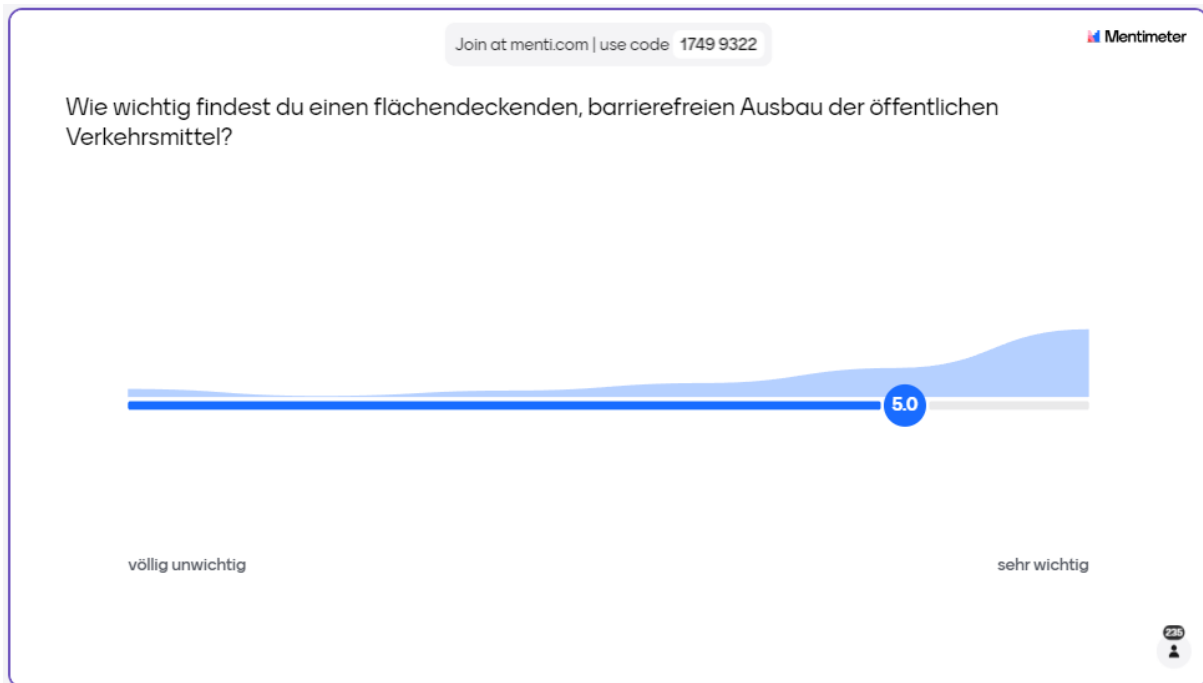 Join at menti.com | use code 1749 9322
Mentimeter
Wie wichtig findest du einen flächendeckenden, barrierefreien Ausbau der öffentlichen
Verkehrsmittel?
5.0
völlig unwichtig
sehr wichtig
235